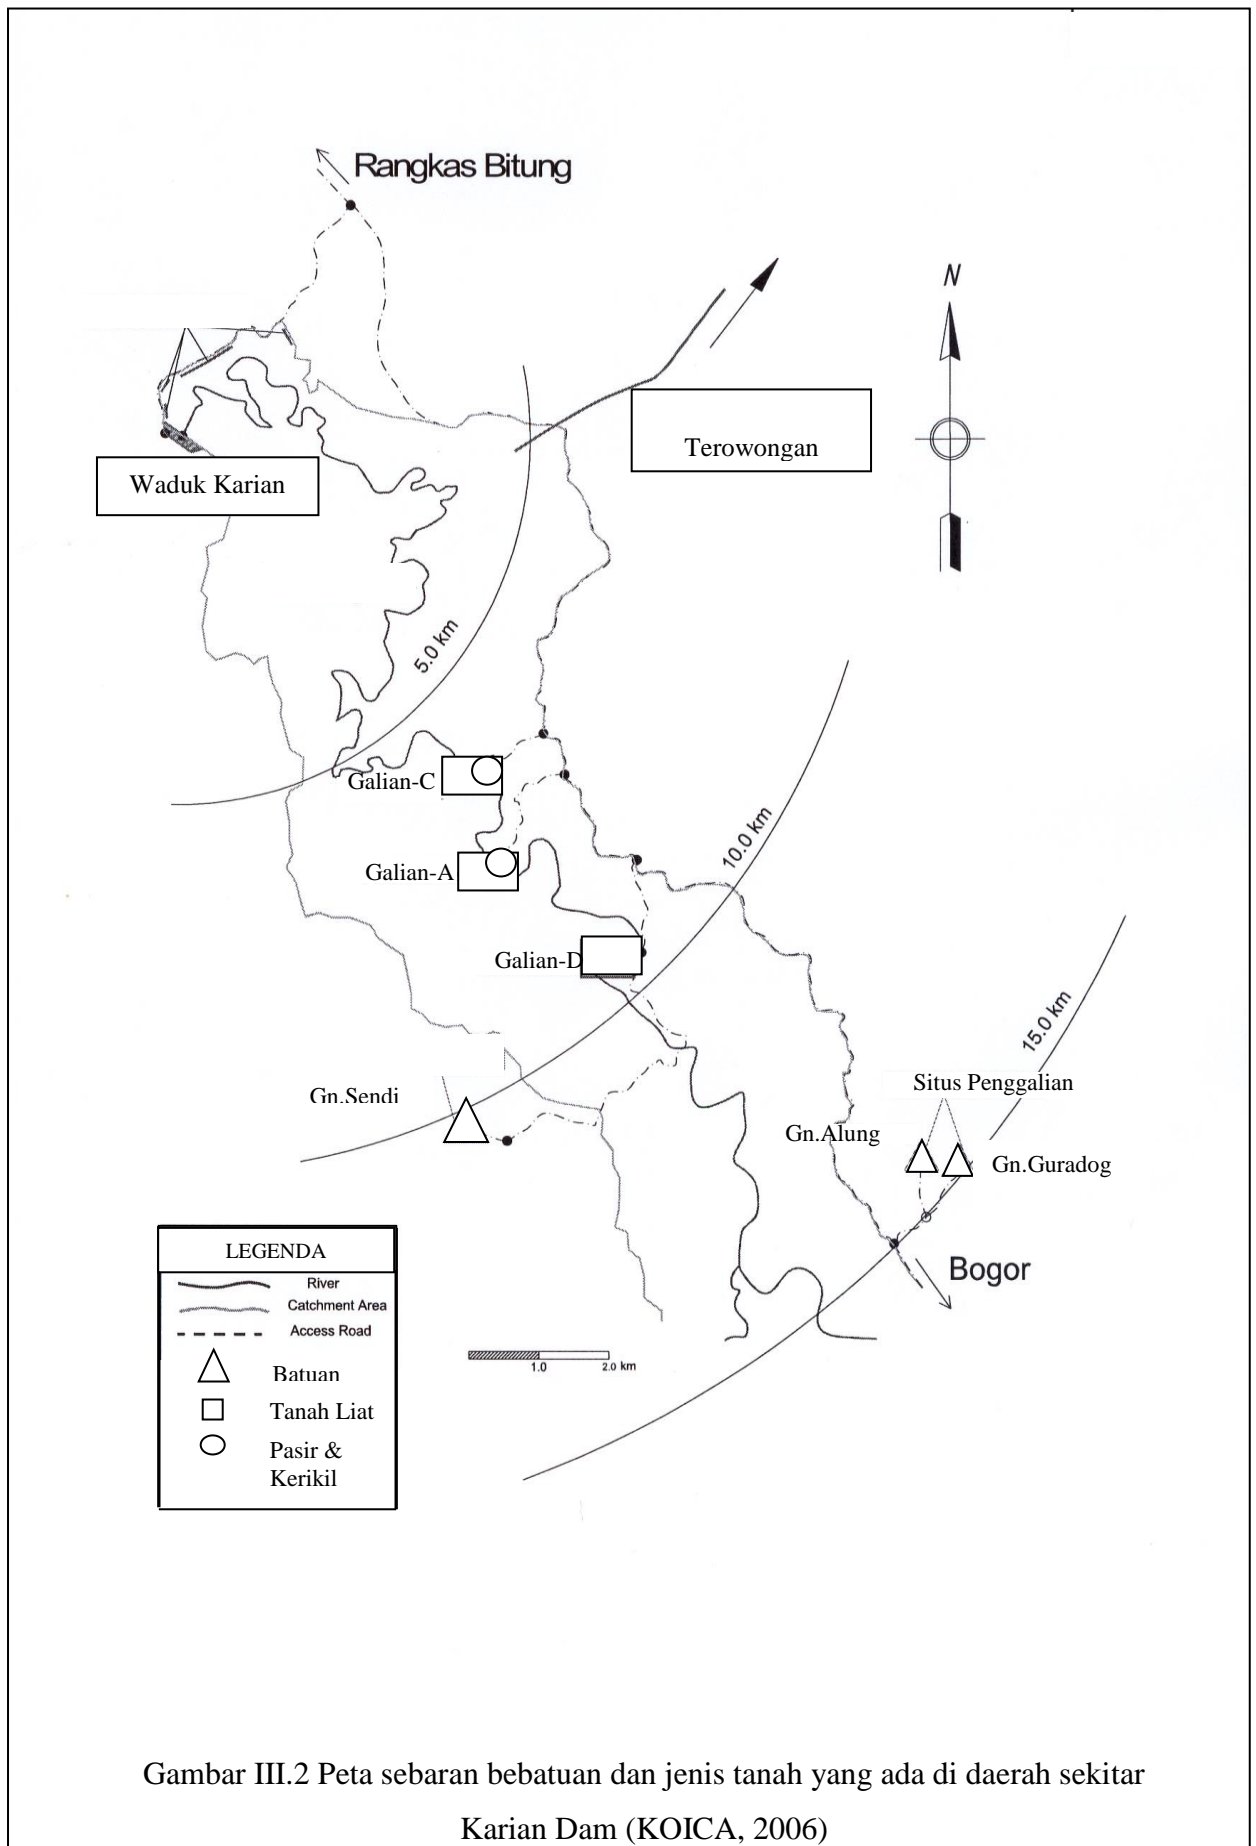 Rangkas Bitung
N
Terowongan
Waduk Karian
5.0 km
Galian-C
10.0 km
Galian-A
Galian-D
15.0 km
Situs Penggalian
Gn.Sendi
Gn.Alung
Gn.Guradog
LEGENDA
River
Catchment Area
Access Road
Batuan
Tanah Liat
Pasir &
Kerikil
Bogor
1.0
2.0 km
Gambar III.2 Peta sebaran bebatuan dan jenis tanah yang ada di daerah sekitar
Karian Dam (KOICA, 2006)